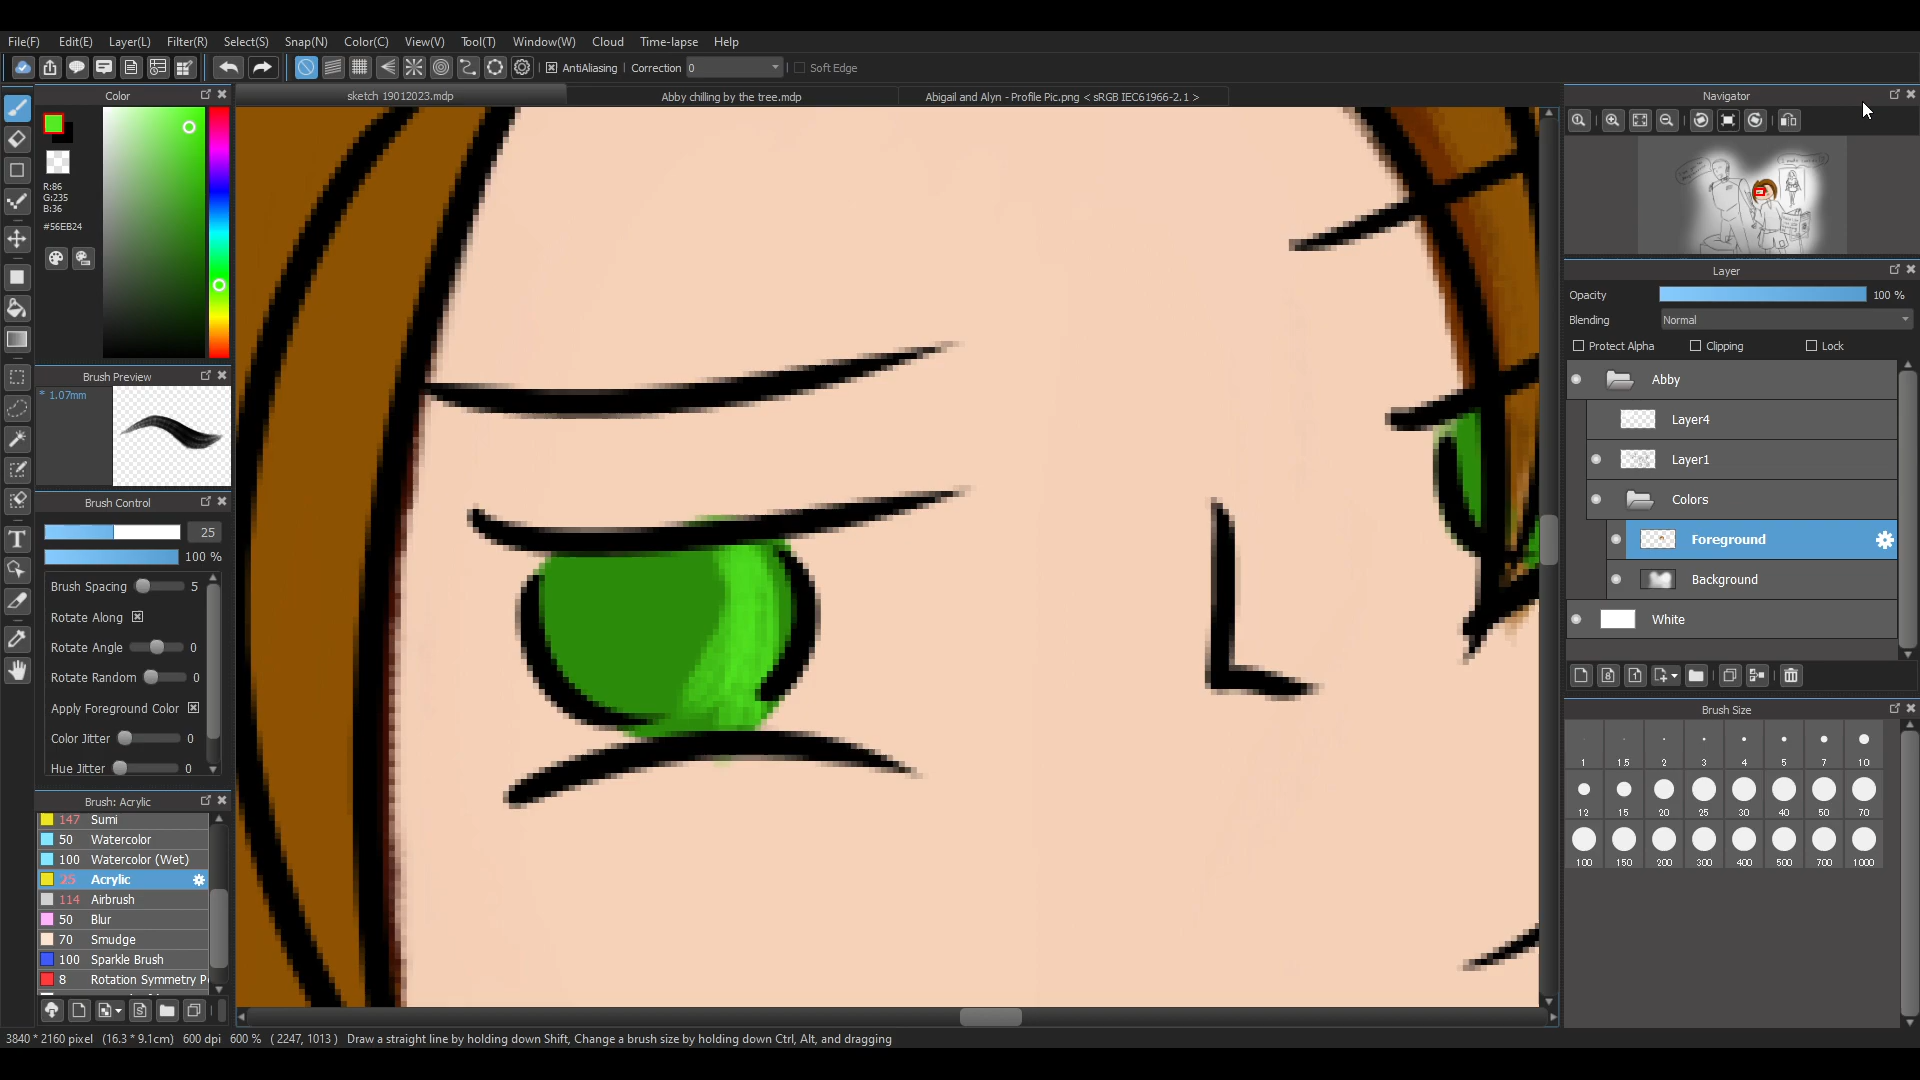 File(F) Edit(E) Layer(L) Filter(R) Select(S) Snap(N) Color(C) View(V) Tool(T) Window(W) Cloud Time-lapse Help
AntiAliasing Correction 0 Soft Edge
Color
R:86
G:235
B:36
#56EB24
Brush Preview
* 1.07mm
Brush Control
25
100 %
Brush Spacing 5
Rotate Along
Rotate Angle 0
Rotate Random 0
Apply Foreground Color
Color Jitter 0
Hue Jitter 0
Brush: Acrylic
147 Sumi
50 Watercolor
100 Watercolor (Wet)
25 Acrylic
114 Airbrush
50 Blur
70 Smudge
100 Sparkle Brush
8 Rotation Symmetry P
sketch 19012023.mdp
Abby chilling by the tree.mdp
Abigail and Alyn - Profile Pic.png < sRGB IEC61966-2.1 >
Navigator
Layer
Opacity 100 %
Blending Normal
Protect Alpha Clipping Lock
Abby
Layer4
Layer1
Colors
Foreground
Background
White
Brush Size
1 1.5 2 3 4 5 7 10
12 15 20 25 30 40 50 70
100 150 200 300 400 500 700 1000
3840 * 2160 pixel (16.3 * 9.1cm) 600 dpi 600 % ( 2247, 1013 ) Draw a straight line by holding down Shift, Change a brush size by holding down Ctrl, Alt, and dragging